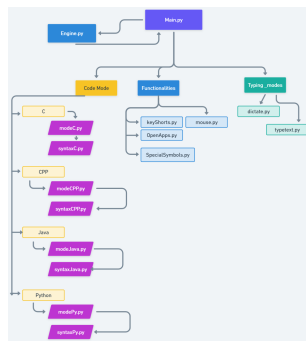 Main.py
Engine.py
Code Mode
Functionalities
Typing_modes
C
modeC.py
syntaxC.py
keyShorts.py
mouse.py
OpenApps.py
SpecialSymbols.py
dictate.py
typetext.py
CPP
modeCPP.py
syntaxCPP.py
Java
modeJava.py
syntaxJava.py
Python
modePy.py
syntaxPy.py